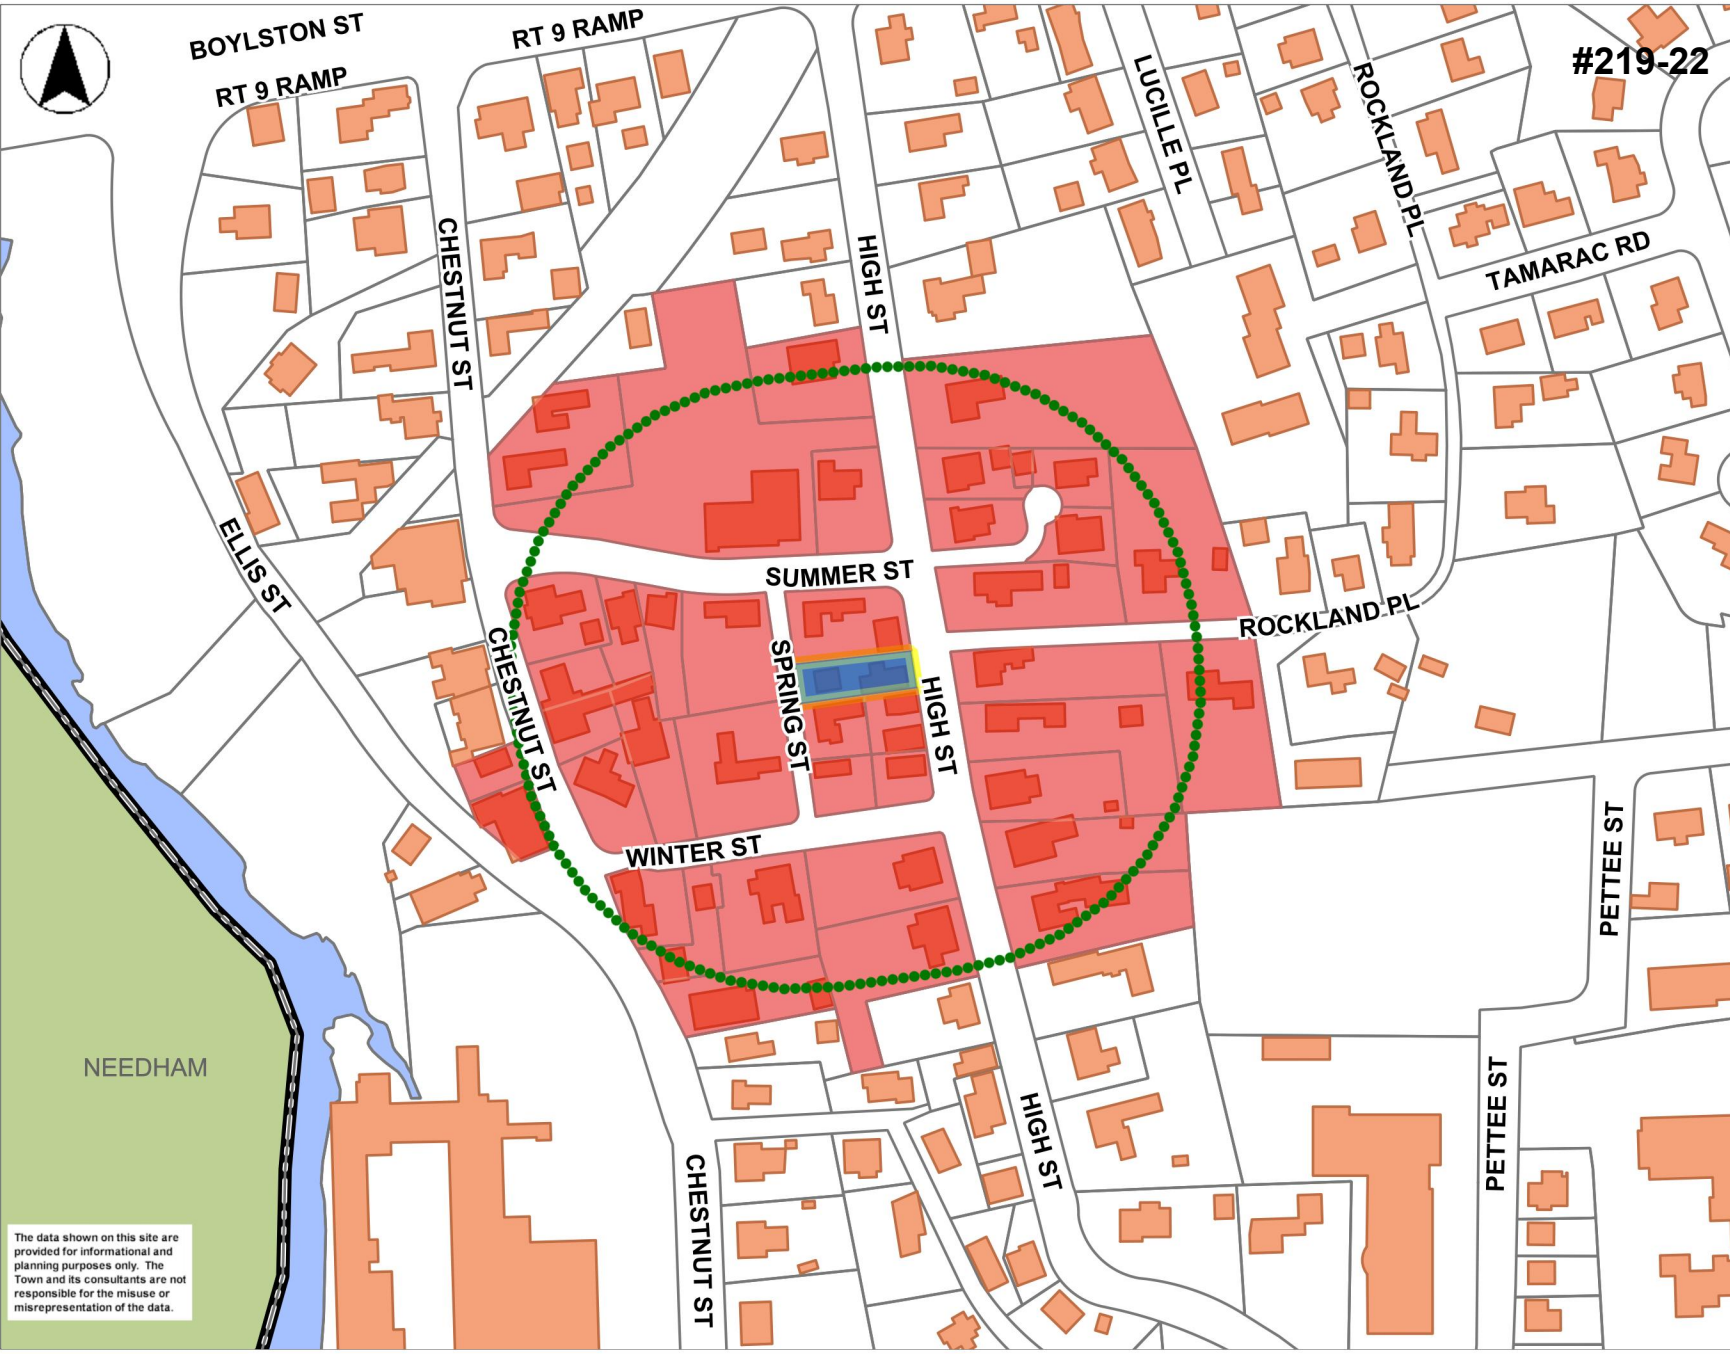 BOYLSTON ST
RT 9 RAMP
RT 9 RAMP
#219-22
LUCILLE PL
ROCKLAND PL
CHESTNUT ST
HIGH ST
TAMARAC RD
ELLIS ST
SUMMER ST
ROCKLAND PL
CHESTNUT ST
SPRING ST
HIGH ST
WINTER ST
PETTEE ST
NEEDHAM
HIGH ST
PETTEE ST
CHESTNUT ST
The data shown on this site are
provided for informational and
planning purposes only. The
Town and its consultants are not
responsible for the misuse or
misrepresentation of the data.